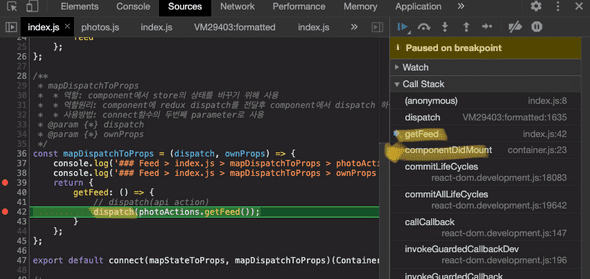 Elements
Console
Sources
Network
Performance
Memory
Application
»
index.js ×
photos.js
index.js
VM29403:formatted
index.js
»
24 feed
25 };
26 };
32
33 /**
* mapDispatchToProps
* * 역할: component에서 store의 상태를 바꾸기 위해 사용
* * 역할원리: component에 redux dispatch를 전달후 component에서 dispatch 하
* * 사용방법: connect함수의 두번째 parameter로 사용
* @param {*} dispatch
* @param {*} ownProps
*/
36 const mapDispatchToProps = (dispatch, ownProps) => {
37 console.log('### Feed > index.js > mapDispatchToProps > photoActi
38 console.log('### Feed > index.js > mapDispatchToProps > ownProps
39 return {
40 getFeed: () => {
41 // dispatch(api action)
42 dispatch(photoActions.getFeed());
43 }
44 };
45 };
46
47 export default connect(mapStateToProps, mapDispatchToProps)(Contain
Paused on breakpoint
Watch
Call Stack
(anonymous) index.js:8
dispatch VM29403:formatted:1635
getFeed index.js:42
componentDidMount container.js:23
commitLifeCycles
react-dom.development.js:18083
commitAllLifeCycles
react-dom.development.js:19642
callCallback
react-dom.development.js:147
invokeGuardedCallbackDev
react-dom.development.js:196
invokeGuardedCallback